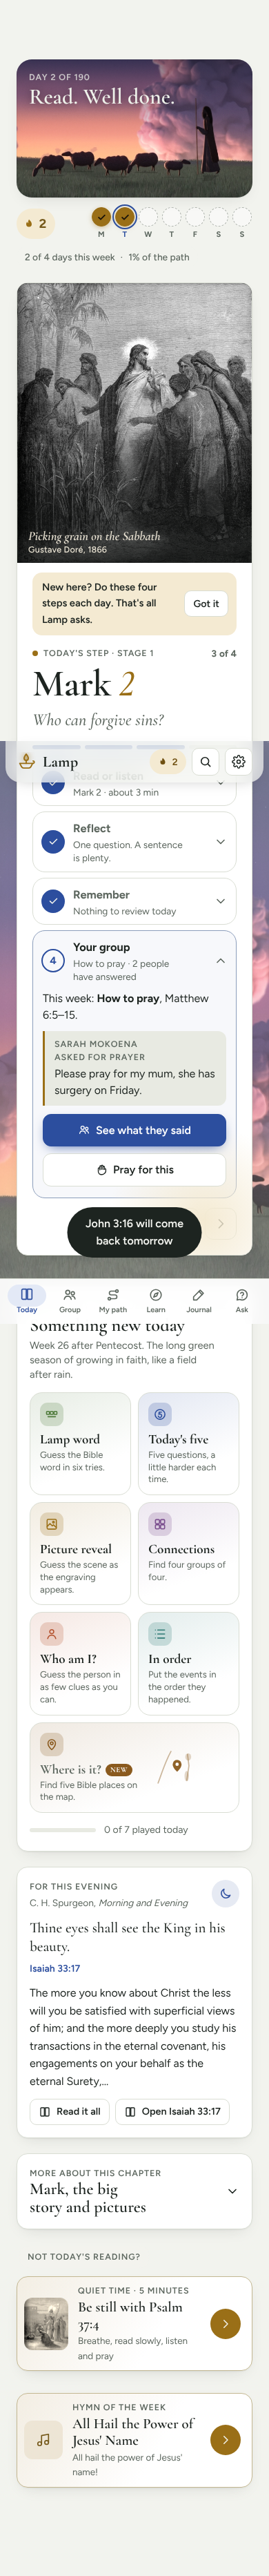 DAY 2 OF 190
Read. Well done.
2
M T W T F S S
2 of 4 days this week · 1% of the path
Picking grain on the Sabbath
Gustave Doré, 1866
New here? Do these four
steps each day. That's all
Lamp asks.
Got it
TODAY'S STEP · STAGE 1
3 of 4
Mark 2
Who can forgive sins?
Lamp
2
Read or listen
Mark 2 · about 3 min
Reflect
One question. A sentence
is plenty.
Remember
Nothing to review today
4
Your group
How to pray · 2 people
have answered
This week: How to pray, Matthew
6:5–15.
SARAH MOKOENA
ASKED FOR PRAYER
Please pray for my mum, she has
surgery on Friday.
See what they said
Pray for this
John 3:16 will come
back tomorrow
Today
Group
My path
Learn
Journal
Ask
Something new today
Week 26 after Pentecost. The long green
season of growing in faith, like a field
after rain.
Lamp word
Guess the Bible
word in six tries.
5
Today's five
Five questions, a
little harder each
time.
Picture reveal
Guess the scene as
the engraving
appears.
Connections
Find four groups of
four.
Who am I?
Guess the person in
as few clues as you
can.
In order
Put the events in
the order they
happened.
Where is it? NEW
Find five Bible places on
the map.
0 of 7 played today
FOR THIS EVENING
C. H. Spurgeon, Morning and Evening
Thine eyes shall see the King in his
beauty.
Isaiah 33:17
The more you know about Christ the less
will you be satisfied with superficial views
of him; and the more deeply you study his
transactions in the eternal covenant, his
engagements on your behalf as the
eternal Surety,...
Read it all
Open Isaiah 33:17
MORE ABOUT THIS CHAPTER
Mark, the big
story and pictures
NOT TODAY'S READING?
QUIET TIME · 5 MINUTES
Be still with Psalm
37:4
Breathe, read slowly, listen
and pray
HYMN OF THE WEEK
All Hail the Power of
Jesus' Name
All hail the power of Jesus'
name!